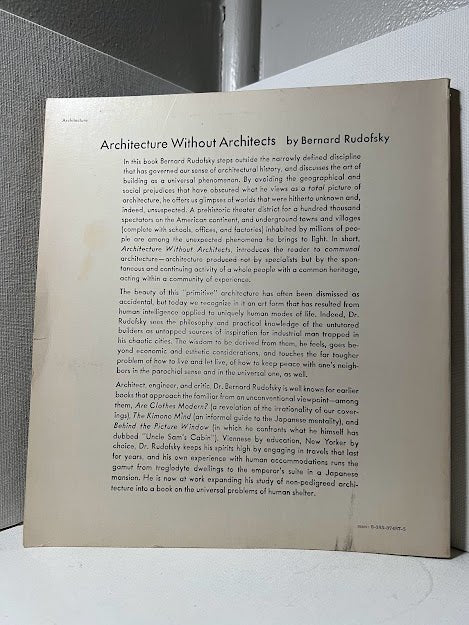 Architecture
Architecture Without Architects by Bernard Rudofsky
In this book Bernard Rudofsky steps outside the narrowly defined discipline
that has governed our sense of architectural history, and discusses the art of
building as a universal phenomenon. By avoiding the geographical and
social prejudices that have obscured what he views as a total picture of
architecture, he offers us glimpses of worlds that were hitherto unknown and,
indeed, unsuspected. A prehistoric theater district for a hundred thousand
spectators on the American continent, and underground towns and villages
(complete with schools, offices, and factories) inhabited by millions of peo-
ple are among the unexpected phenomena he brings to light. In short,
Architecture Without Architects, introduces the reader to communal
architecture—architecture produced not by specialists but by the spon-
taneous and continuing activity of a whole people with a common heritage,
acting within a community of experience.
The beauty of this "primitive" architecture has often been dismissed as
accidental, but today we recognize in it an art form that has resulted from
human intelligence applied to uniquely human modes of life. Indeed, Dr.
Rudofsky sees the philosophy and practical knowledge of the untutored
builders as untapped sources of inspiration for industrial man trapped in
his chaotic cities. The wisdom to be derived from them, he feels, goes be-
yond economic and esthetic considerations, and touches the far tougher
problem of how to live and let live, of how to keep peace with one's neigh-
bors in the parochial sense and in the universal one, as well.
Architect, engineer, and critic, Dr. Bernard Rudofsky is well known for earlier
books that approach the familiar from an unconventional viewpoint—among
them, Are Clothes Modern? (a revelation of the irrationality of our cover-
ings), The Kimono Mind (an informal guide to the Japanese mentality), and
Behind the Picture Window (in which he confronts what he himself has
dubbed "Uncle Sam's Cabin"). Viennese by education, New Yorker by
choice, Dr. Rudofsky keeps his spirits high by engaging in travels that last
for years, and his own experience with human accommodations runs the
gamut from troglodyte dwellings to the emperor's suite in a Japanese
mansion. He is now at work expanding his study of non-pedigreed archi-
tecture into a book on the universal problems of human shelter.